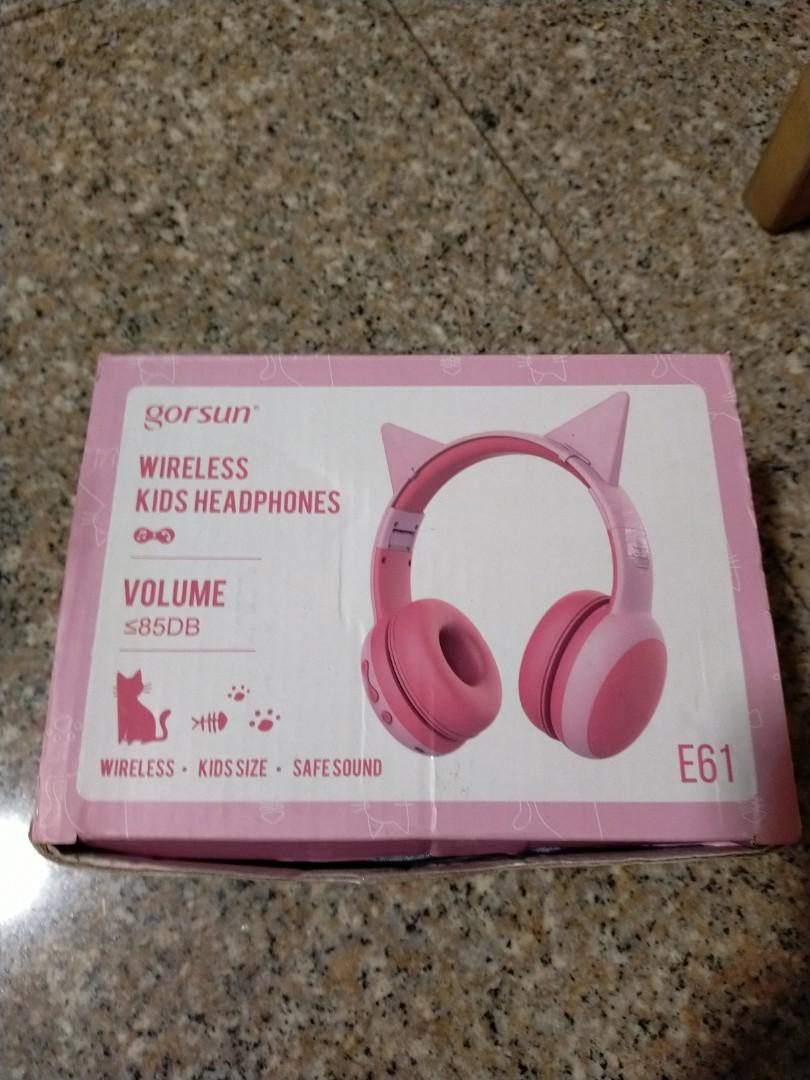 gorsun®
WIRELESS
KIDS HEADPHONES
VOLUME
≤85DB
WIRELESS • KIDS SIZE • SAFE SOUND
E61